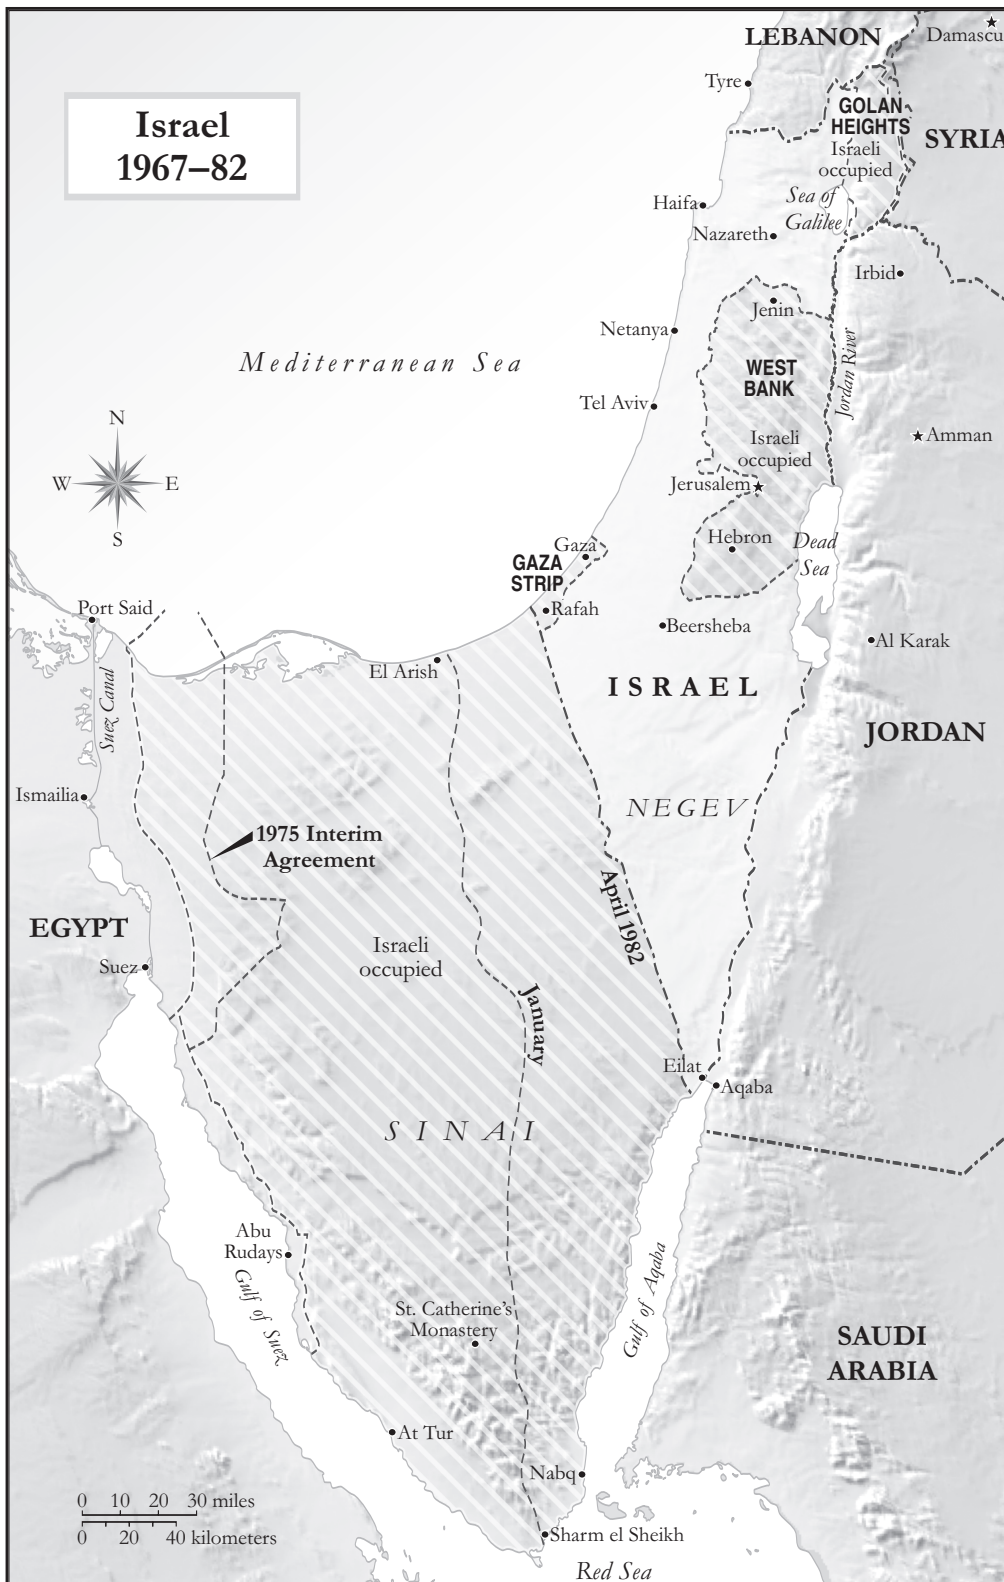 LEBANON
Damascu
Tyre
Israel
1967–82
GOLAN
HEIGHTS
Israeli
occupied
SYRIA
Haifa
Sea of
Galilee
Nazareth
Irbid
Jenin
Netanya
Mediterranean Sea
WEST
BANK
Jordan River
Tel Aviv
N
W
E
S
Israeli
occupied
Amman
Jerusalem
Hebron
Dead
Sea
Gaza
GAZA
STRIP
Rafah
Port Said
Beersheba
Al Karak
El Arish
ISRAEL
Suez Canal
JORDAN
Ismailia
NEGEV
1975 Interim
Agreement
April 1982
EGYPT
Israeli
occupied
Suez
January
Eilat
Aqaba
SINAI
Abu
Rudays
Gulf of Suez
Gulf of Aqaba
St. Catherine's
Monastery
SAUDI
ARABIA
At Tur
Nabq
0 10 20 30 miles
0 20 40 kilometers
Sharm el Sheikh
Red Sea